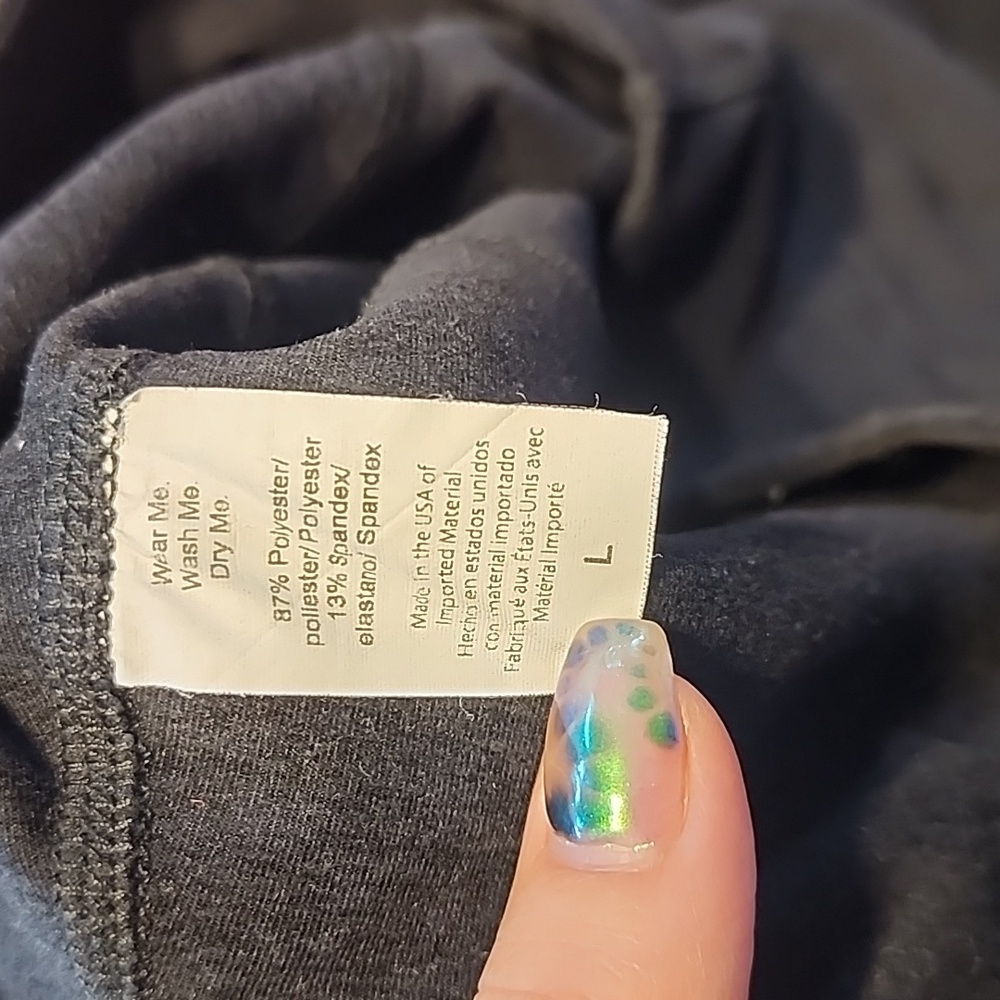 Wear Me.
Wash Me.
Dry Me.
87% Polyester/
poliester/Polyester
13% Spandex/
elastano/ Spandex
Made in the USA of
Imported Material
Hecho en estados unidos
con material importado
Fabriqué aux États-Unis avec
Matérial Importé
L